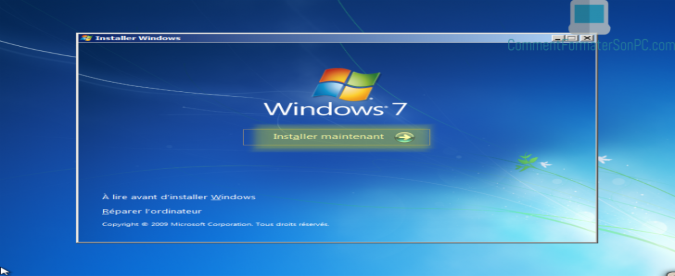 Installer Windows
CommentFormaterSonPC.com
Windows 7
Installer maintenant
À lire avant d'installer Windows
Réparer l'ordinateur
Copyright © 2009 Microsoft Corporation. Tous droits réservés.